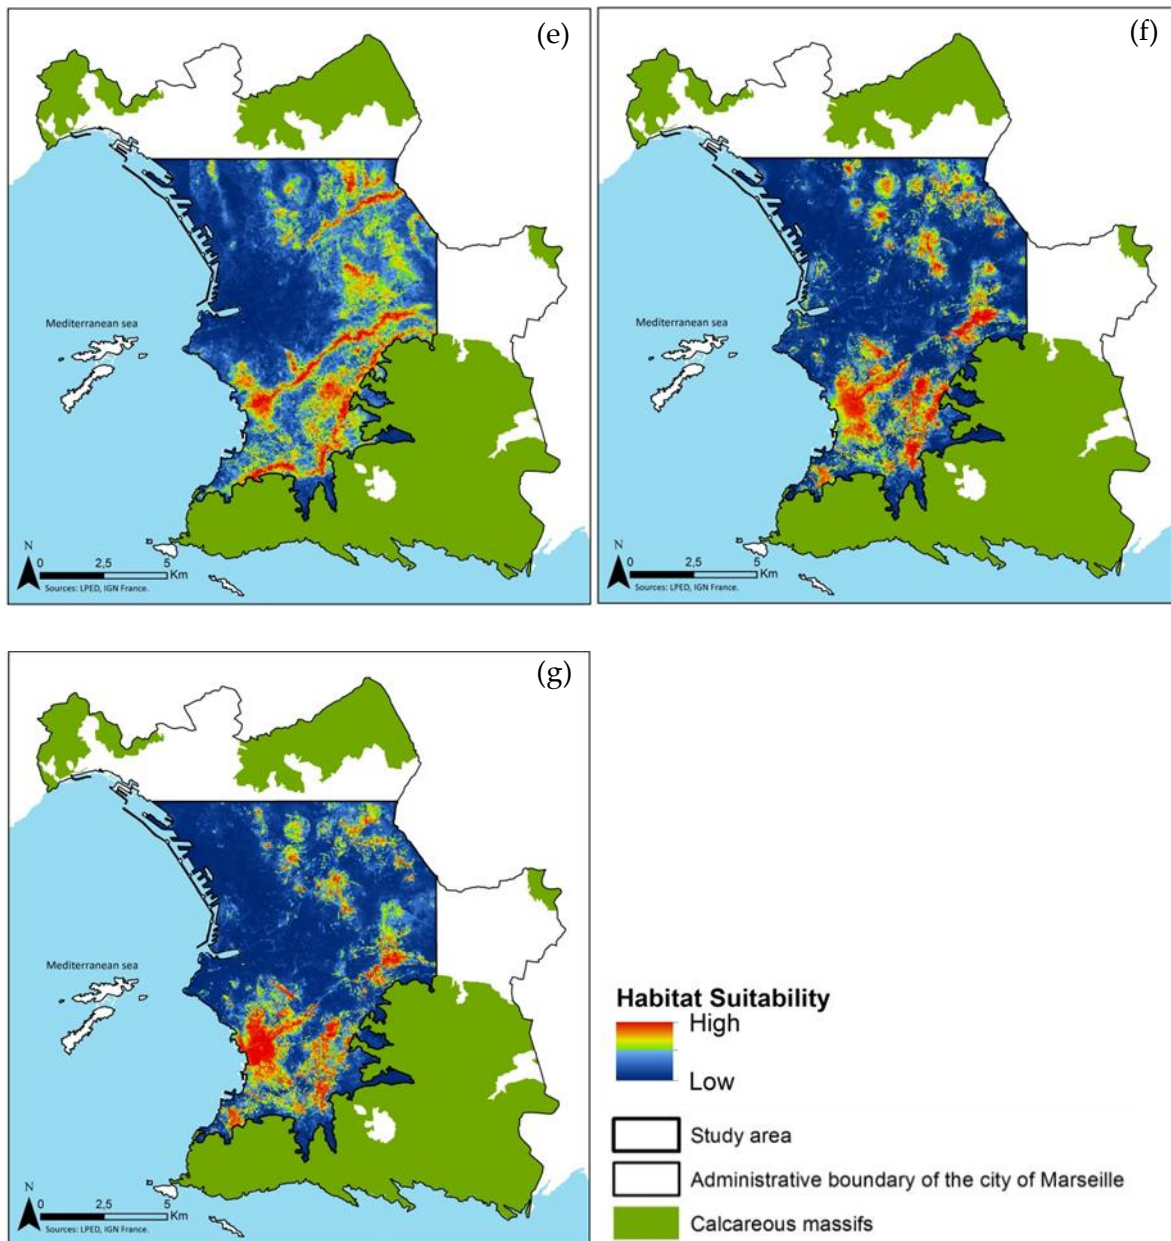 (e)
Mediterranean sea
N
0 2,5 5
Km
Sources: LPED, IGN France.
(f)
Mediterranean sea
N
0 2,5 5
Km
Sources: LPED, IGN France.
(g)
Mediterranean sea
N
0 2,5 5
Km
Sources: LPED, IGN France.
Habitat Suitability
High
Low
Study area
Administrative boundary of the city of Marseille
Calcareous massifs